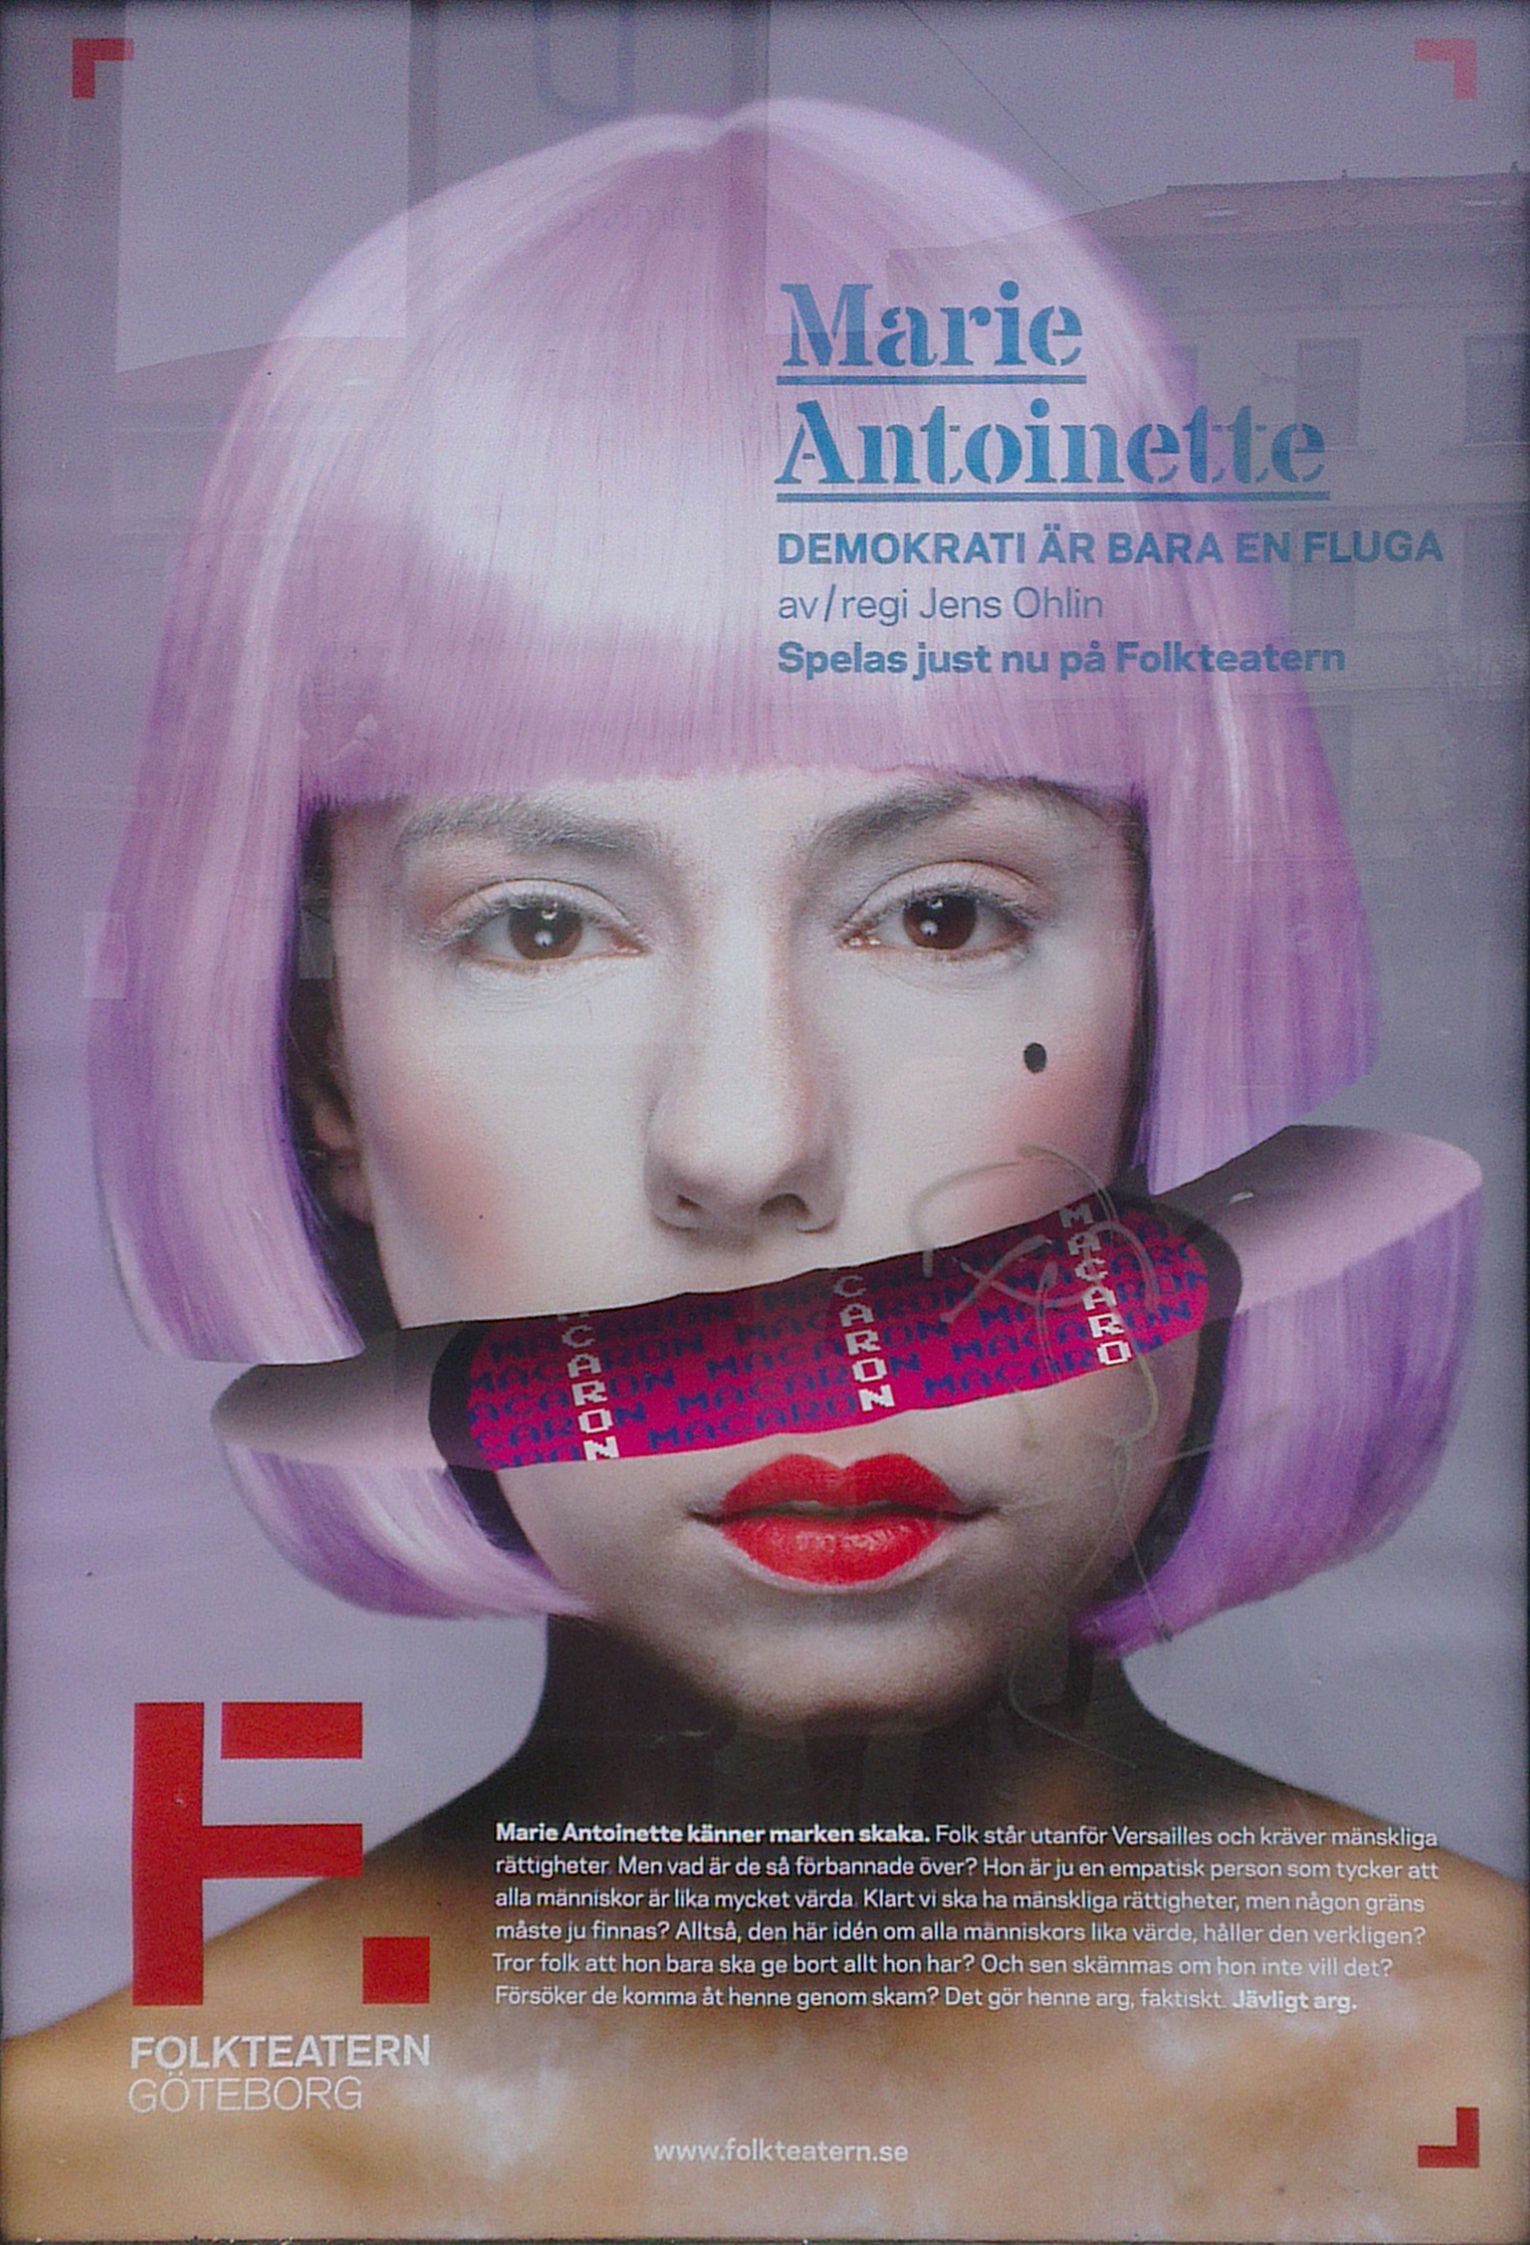 Marie
Antoinette
DEMOKRATI ÄR BARA EN FLUGA
av/regi Jens Ohlin
Spelas just nu på Folkteatern
MACARON
CARON
CARON
MACARO
Marie Antoinette känner marken skaka. Folk står utanför Versailles och kräver mänskliga
rättigheter. Men vad är de så förbannade över? Hon är ju en empatisk person som tycker att
alla människor är lika mycket värda. Klart vi ska ha mänskliga rättigheter, men någon gräns
måste ju finnas? Alltså, den här idén om alla människors lika värde, håller den verkligen?
Tror folk att hon bara ska ge bort allt hon har? Och sen skämmas om hon inte vill det?
Försöker de komma åt henne genom skam? Det gör henne arg, faktiskt. Jävligt arg.
F.
FOLKTEATERN
GÖTEBORG
www.folkteatern.se